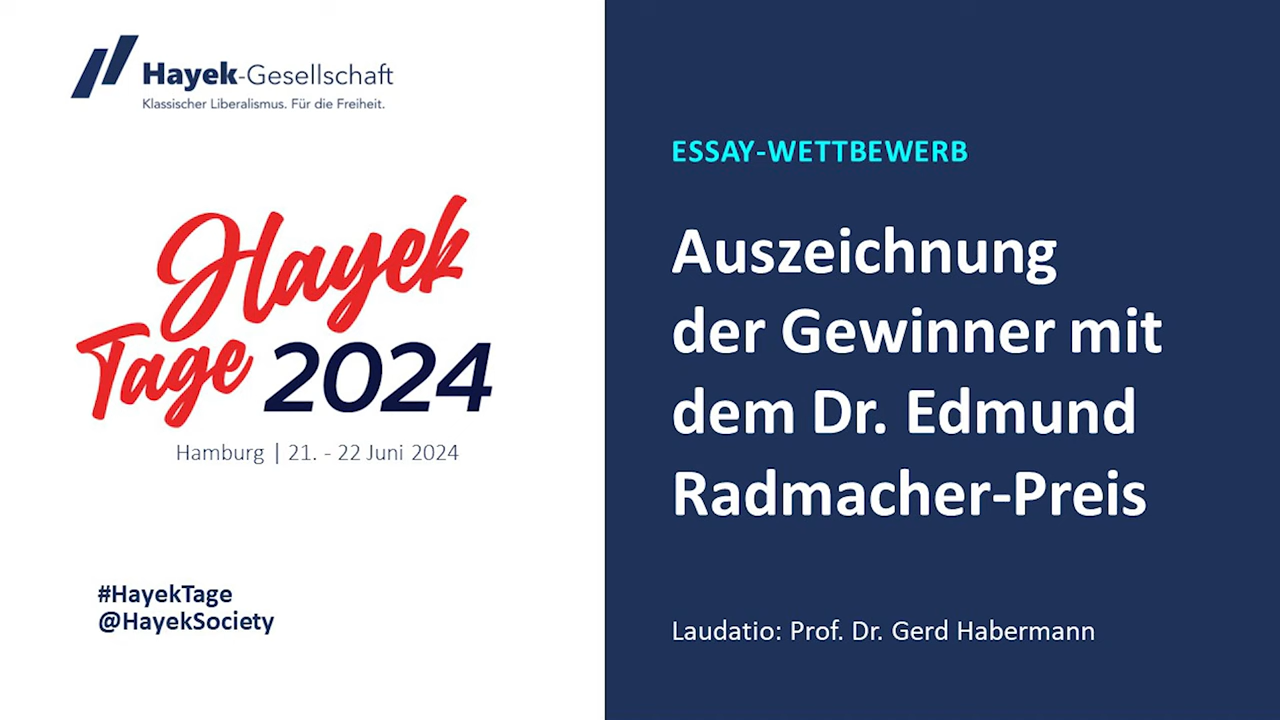 Hayek-Gesellschaft
Klassischer Liberalismus. Für die Freiheit.
Hayek
Tage 2024
Hamburg | 21. - 22 Juni 2024
#HayekTage
@HayekSociety
ESSAY-WETTBEWERB
Auszeichnung
der Gewinner mit
dem Dr. Edmund
Radmacher-Preis
Laudatio: Prof. Dr. Gerd Habermann